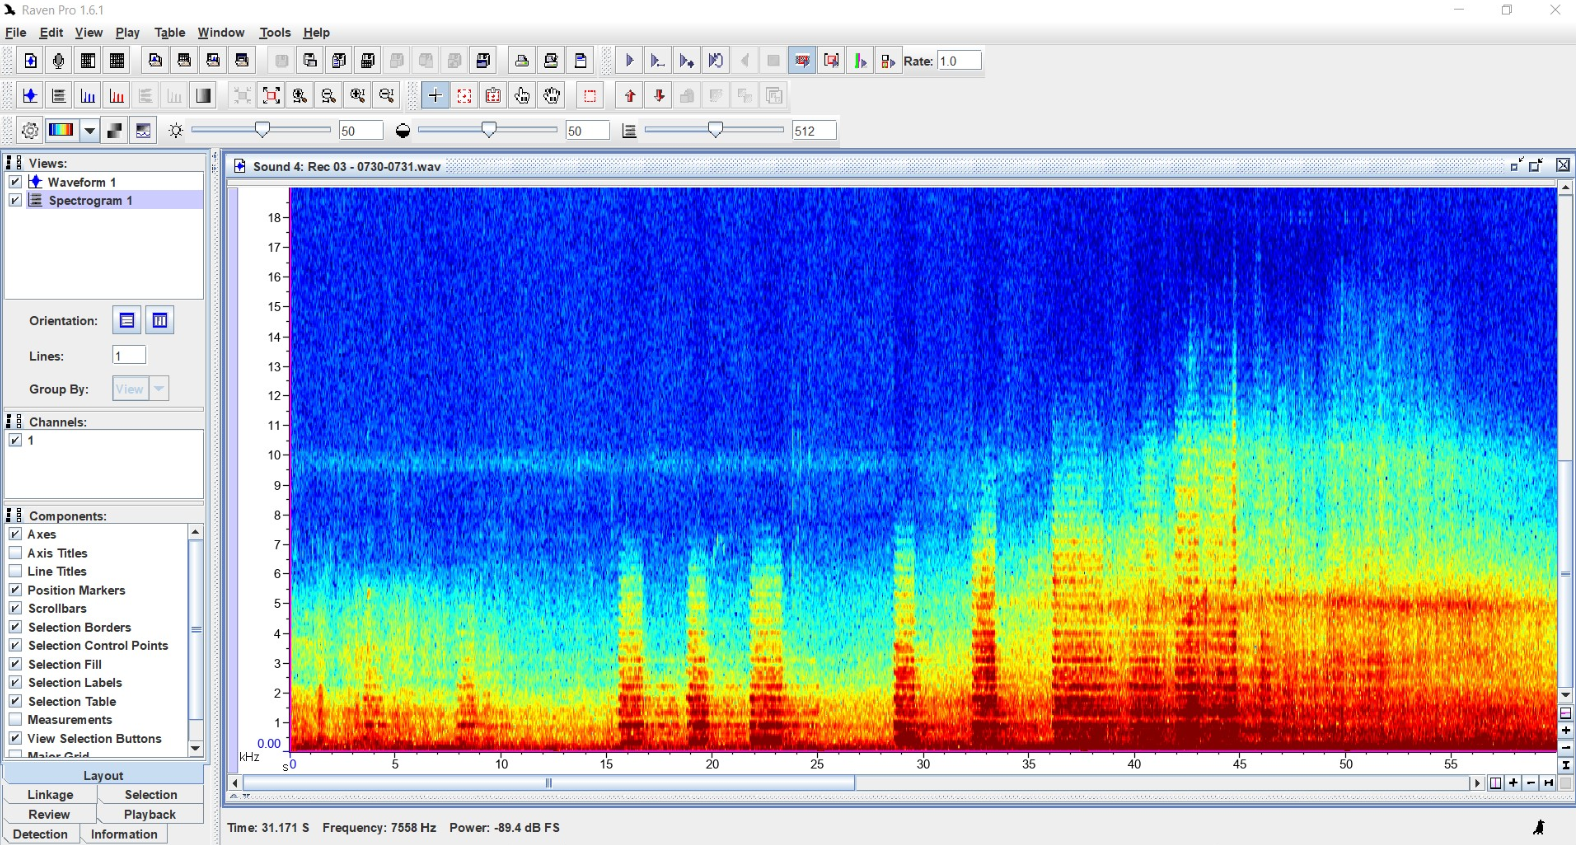 Raven Pro 1.6.1
File Edit View Play Table Window Tools Help
Rate: 1.0
50 50 512
Views:
Waveform 1
Spectrogram 1
Orientation:
Lines: 1
Group By: View
Channels:
1
Components:
Axes
Axis Titles
Line Titles
Position Markers
Scrollbars
Selection Borders
Selection Control Points
Selection Fill
Selection Labels
Selection Table
Measurements
View Selection Buttons
Major Grid
Layout
Linkage Selection
Review Playback
Detection Information
Sound 4: Rec 03 - 0730-0731.wav
18
17
16
15
14
13
12
11
10
9
8
7
6
5
4
3
2
1
0.00
kHz
s 0 5 10 15 20 25 30 35 40 45 50 55
Time: 31.171 S Frequency: 7558 Hz Power: -89.4 dB FS